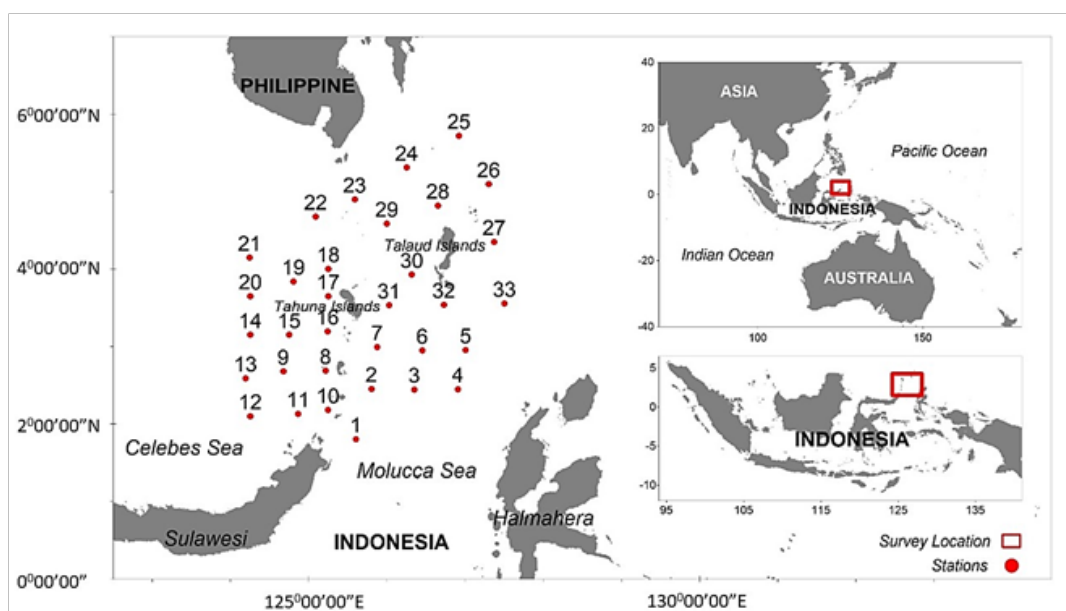 PHILIPPINE
6⁰00'00"N
4⁰00'00"N
2⁰00'00"N
0⁰00'00"N
125⁰00'00"E
130⁰00'00"E
25
24
26
23
28
22
29
27
Talaud Islands
21
18
30
19
20
17
31
32
33
Tahuna Islands
14
15
16
7
6
5
13
9
8
2
3
4
12
11
10
1
Celebes Sea
Molucca Sea
Sulawesi
INDONESIA
Halmahera
40
20
0
-20
-40
100
150
ASIA
Pacific Ocean
INDONESIA
Indian Ocean
AUSTRALIA
5
0
-5
-10
95
105
115
125
135
INDONESIA
Survey Location
Stations